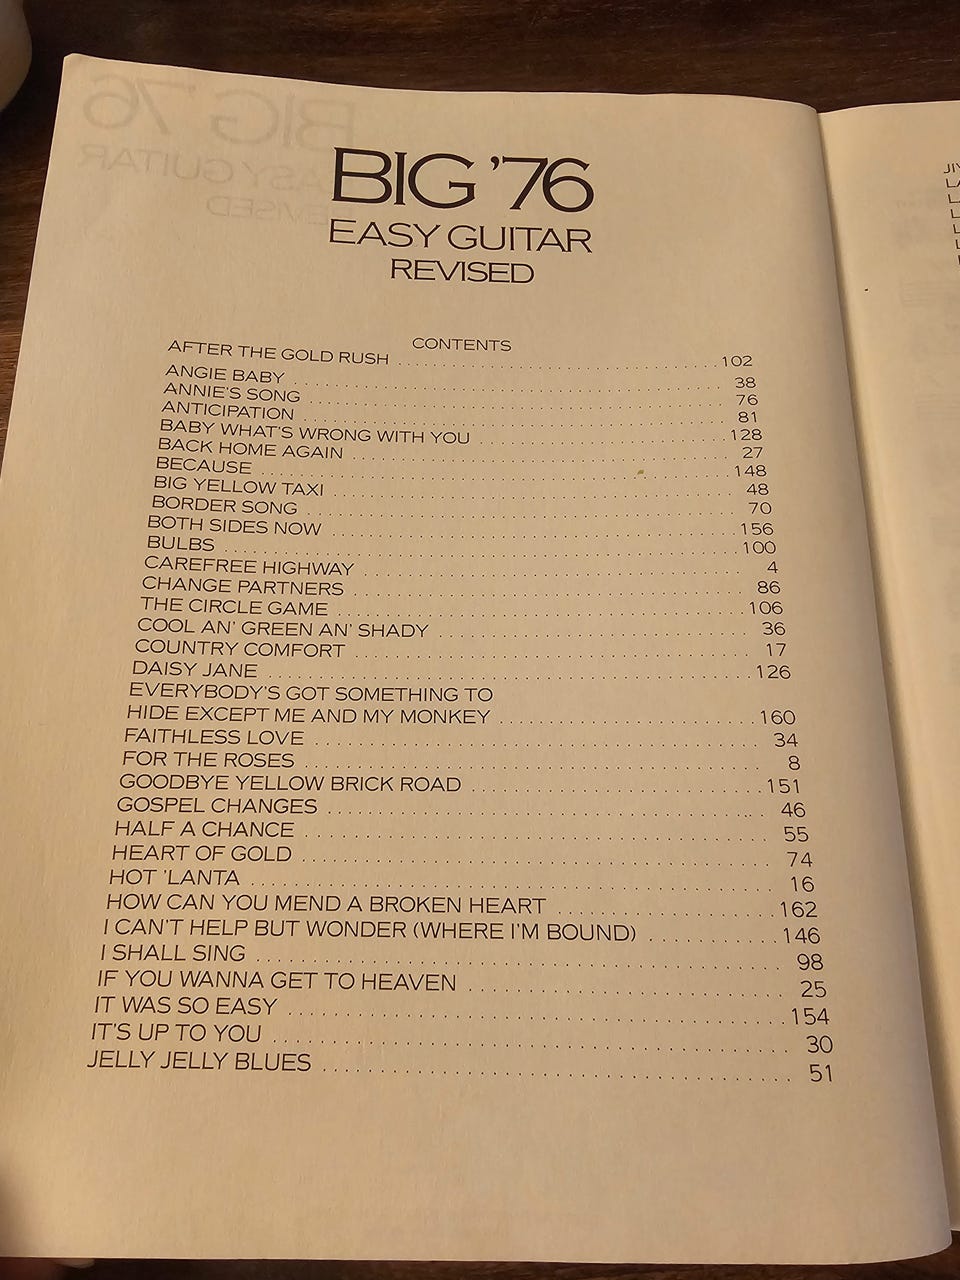 BIG '76
EASY GUITAR
REVISED
CONTENTS
AFTER THE GOLD RUSH 102
ANGIE BABY 38
ANNIE'S SONG 76
ANTICIPATION 81
BABY WHAT'S WRONG WITH YOU 128
BACK HOME AGAIN 27
BECAUSE 148
BIG YELLOW TAXI 48
BORDER SONG 70
BOTH SIDES NOW 156
BULBS 100
CAREFREE HIGHWAY 4
CHANGE PARTNERS 86
THE CIRCLE GAME 106
COOL AN' GREEN AN' SHADY 36
COUNTRY COMFORT 17
DAISY JANE 126
EVERYBODY'S GOT SOMETHING TO
HIDE EXCEPT ME AND MY MONKEY 160
FAITHLESS LOVE 34
FOR THE ROSES 8
GOODBYE YELLOW BRICK ROAD 151
GOSPEL CHANGES 46
HALF A CHANCE 55
HEART OF GOLD 74
HOT 'LANTA 16
HOW CAN YOU MEND A BROKEN HEART 162
I CAN'T HELP BUT WONDER (WHERE I'M BOUND) 146
I SHALL SING 98
IF YOU WANNA GET TO HEAVEN 25
IT WAS SO EASY 154
IT'S UP TO YOU 30
JELLY JELLY BLUES 51